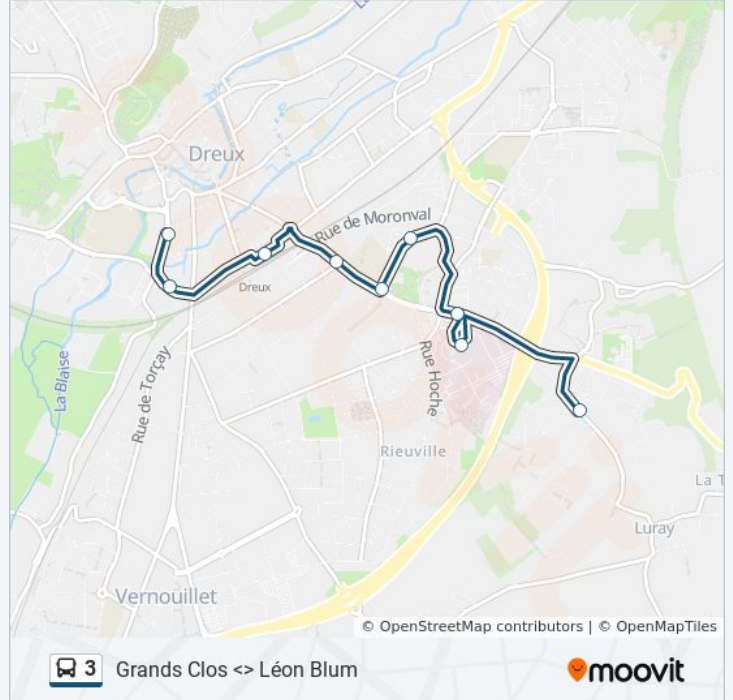 Dreux
Rue de Moronval
Dreux
Rue de Torçay
La Blaise
Rue Hoche
Rieuville
La T
Luray
Vernouillet
© OpenStreetMap contributors | © OpenMapTiles
3 Grands Clos <> Léon Blum
moovit